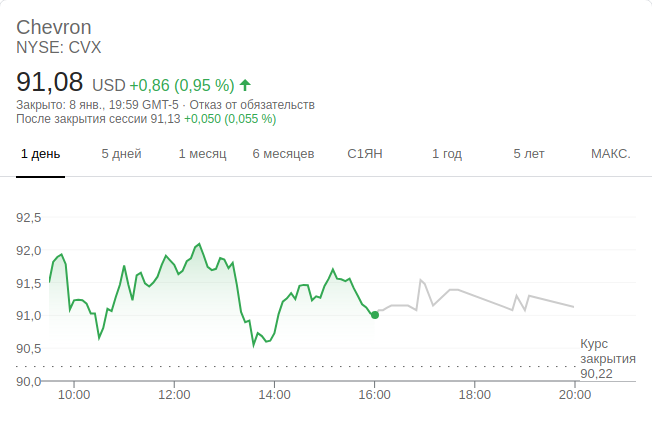 Chevron
NYSE: CVX
91,08 USD +0,86 (0,95 %)
Закрыто: 8 янв., 19:59 GMT-5 · Отказ от обязательств
После закрытия сессии 91,13 +0,050 (0,055 %)
1 день 5 дней 1 месяц 6 месяцев С1ЯН 1 год 5 лет МАКС.
92,5
92,0
91,5
91,0
90,5
Курс
закрытия
90,22
90,0
10:00 12:00 14:00 16:00 18:00 20:00